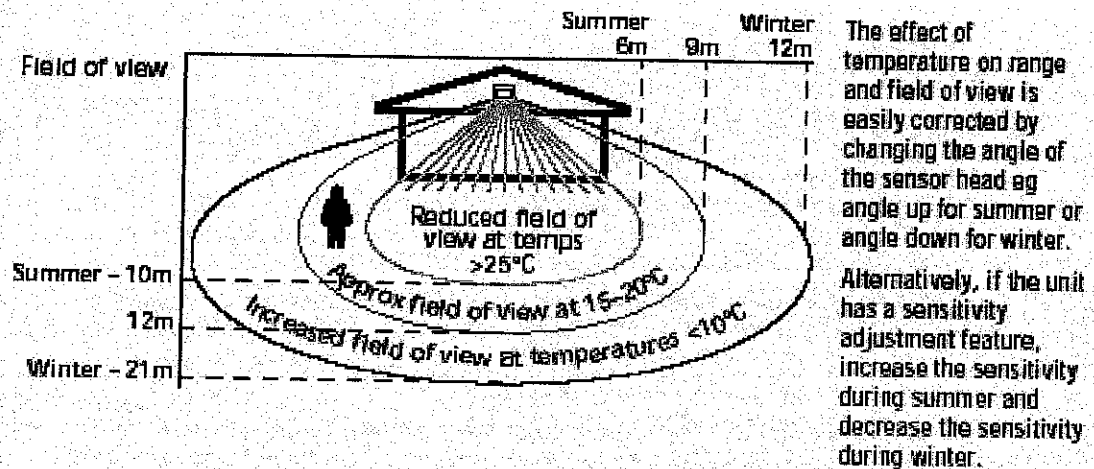 Summer
6m
9m
Winter
12m
Field of view
Reduced field of
view at temps
>25°C
Approx field of view at 15–20°C
Increased field of view at temperatures <10°C
Summer – 10m
12m
Winter – 21m
The effect of
temperature on range
and field of view is
easily corrected by
changing the angle of
the sensor head eg
angle up for summer or
angle down for winter.
Alternatively, if the unit
has a sensitivity
adjustment feature,
increase the sensitivity
during summer and
decrease the sensitivity
during winter.